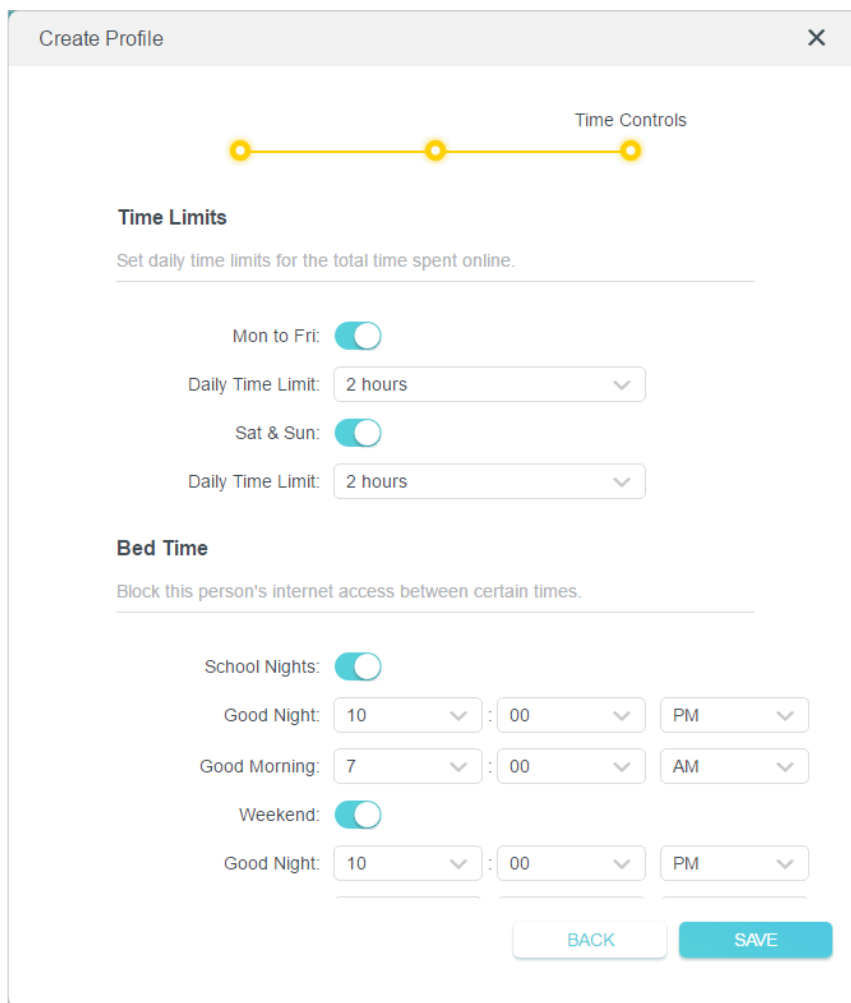 Create Profile
Time Controls
Time Limits
Set daily time limits for the total time spent online.
Mon to Fri:
Daily Time Limit: 2 hours
Sat & Sun:
Daily Time Limit: 2 hours
Bed Time
Block this person's internet access between certain times.
School Nights:
Good Night: 10 : 00 PM
Good Morning: 7 : 00 AM
Weekend:
Good Night: 10 : 00 PM
BACK SAVE